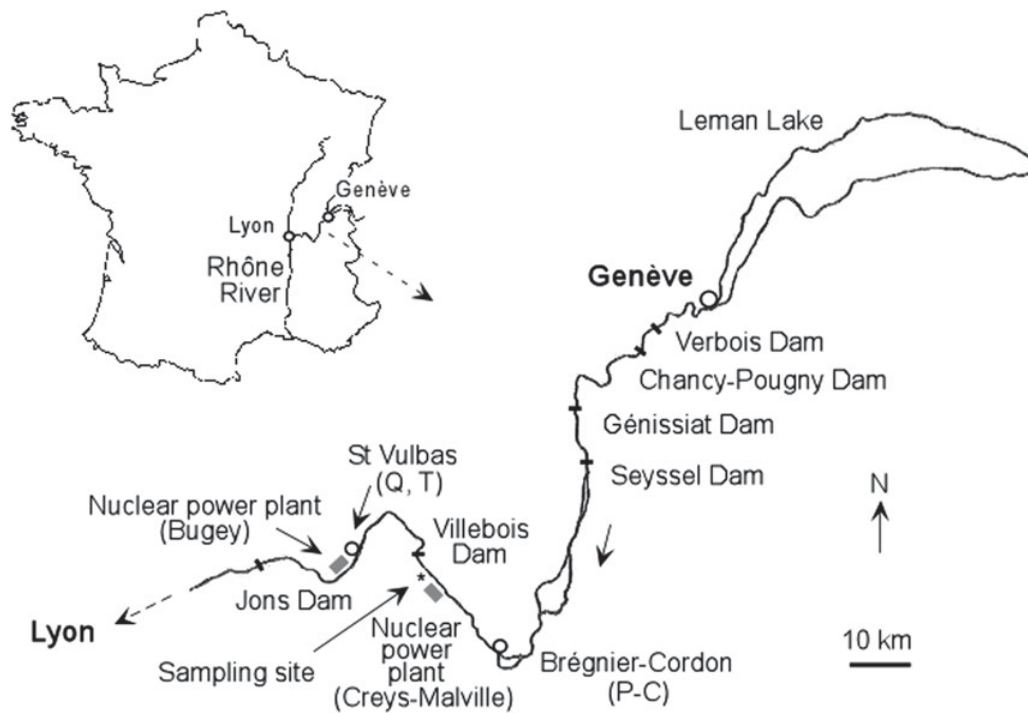 Leman Lake
Genève
Lyon
Rhône
River
Genève
Verbois Dam
Chancy-Pougny Dam
Génissiat Dam
St Vulbas
(Q, T)
Seyssel Dam
N
Nuclear power plant
(Bugey)
Villebois
Dam
Jons Dam
Lyon
Sampling site
Nuclear
power
plant
(Creys-Malville)
Brégnier-Cordon
(P-C)
10 km